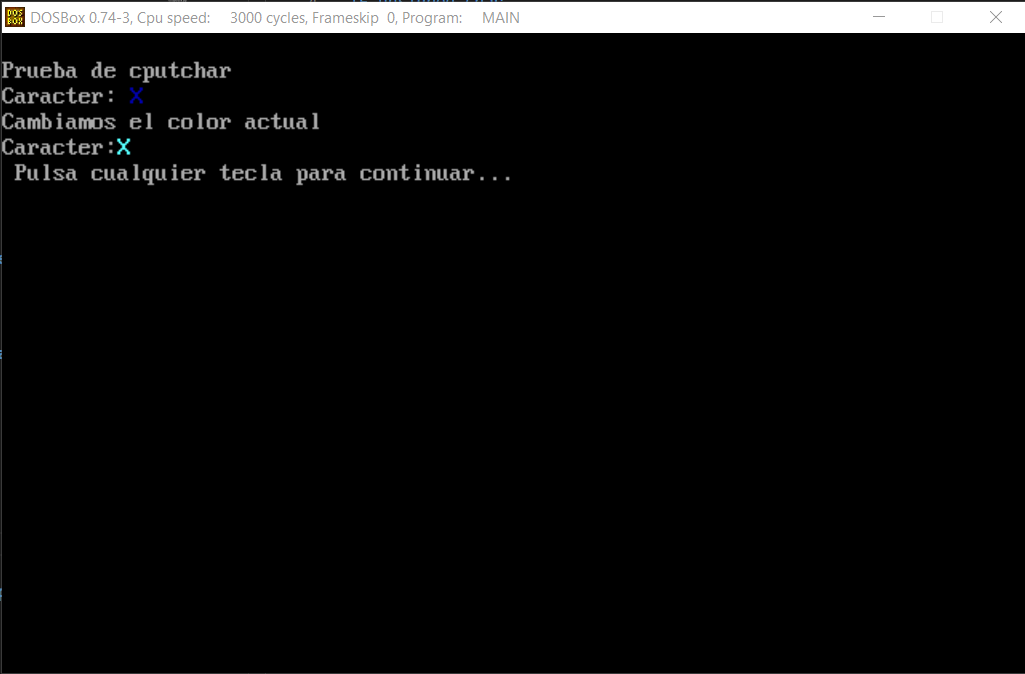 DOSBox 0.74-3, Cpu speed: 3000 cycles, Frameskip 0, Program: MAIN
Prueba de cputchar
Caracter: X
Cambiamos el color actual
Caracter:X
Pulsa cualquier tecla para continuar...